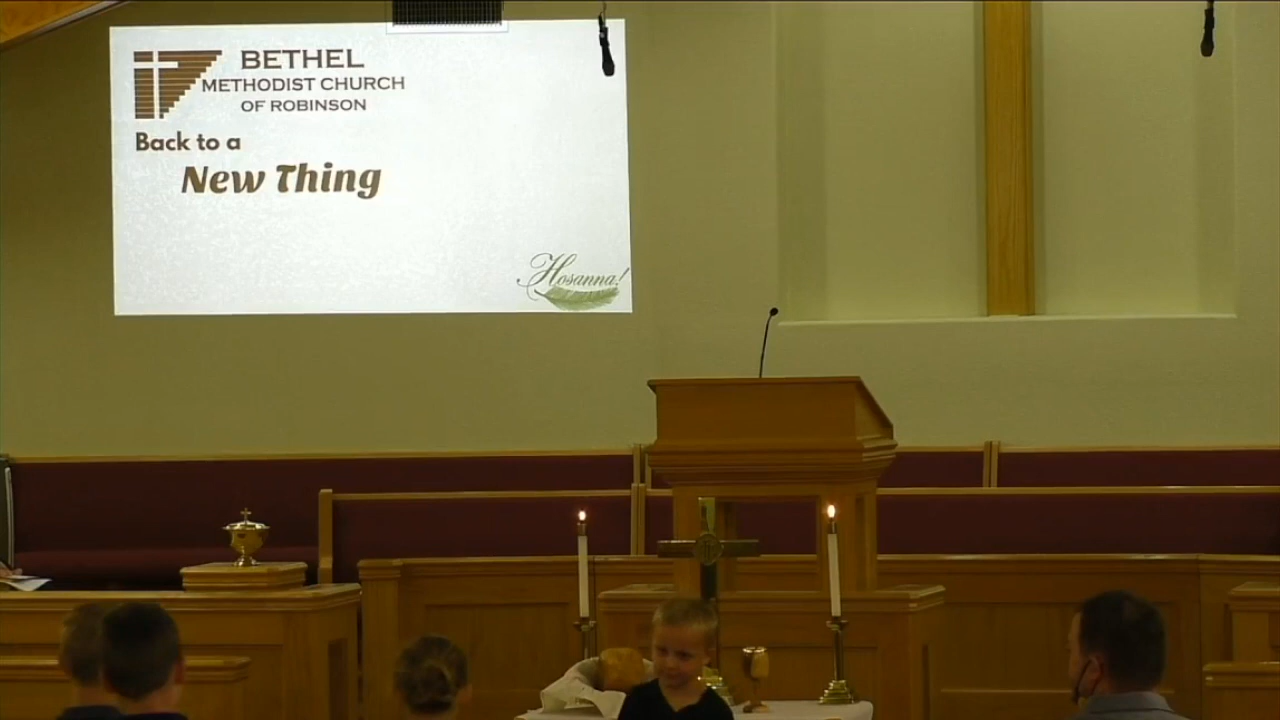 BETHEL
METHODIST CHURCH
OF ROBINSON
Back to a
New Thing
Hosanna!